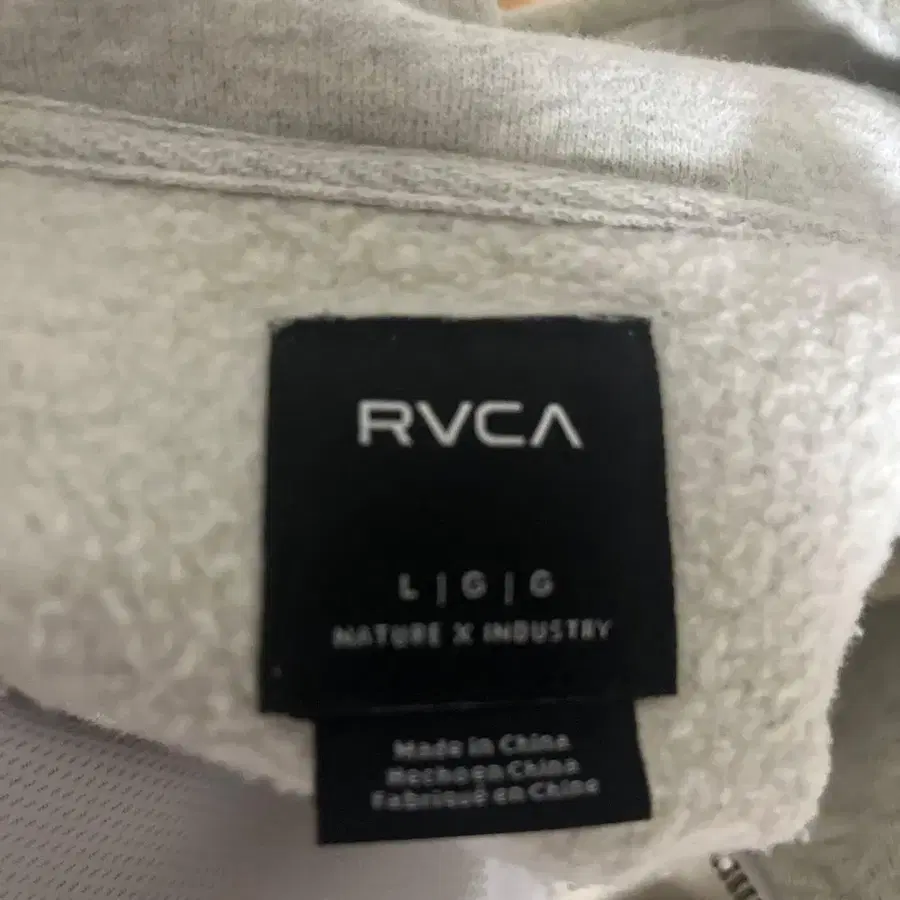 RVCA
L | G | G
NATURE X INDUSTRY
Made in China
Hecho en China
Fabriqué en Chine